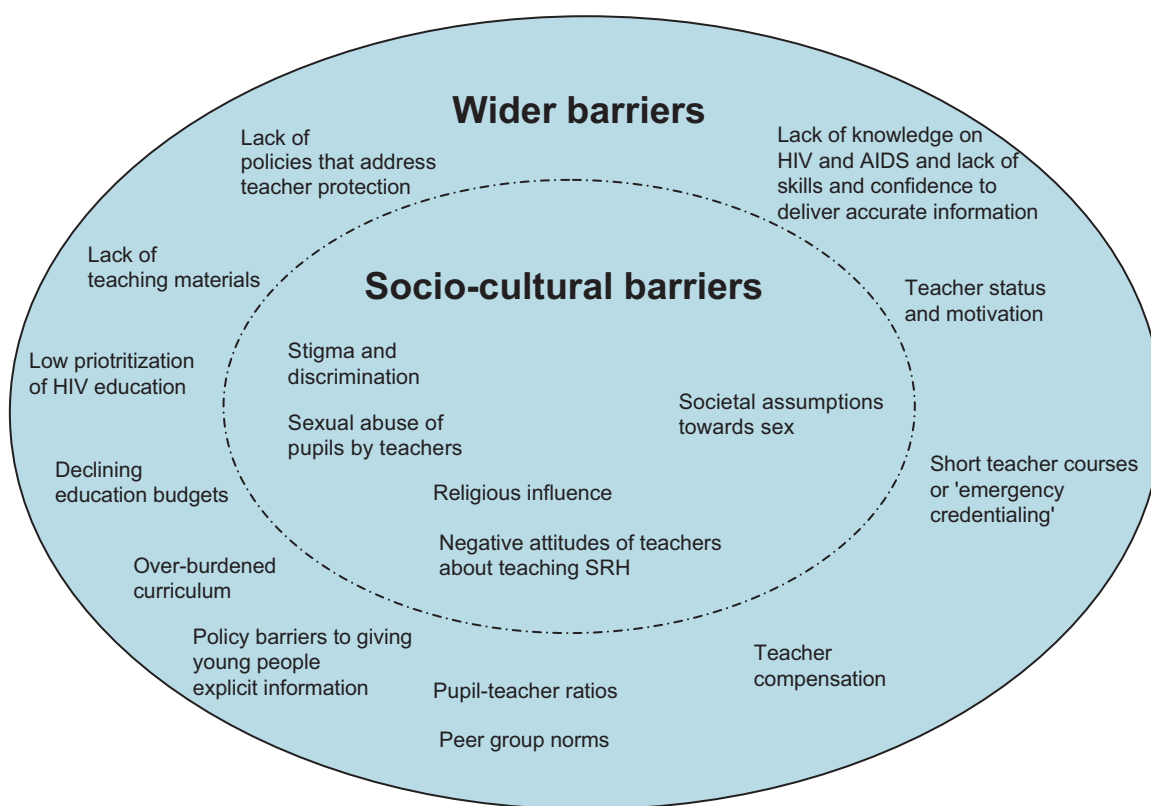 Wider barriers
Lack of
policies that address
teacher protection
Lack of knowledge on
HIV and AIDS and lack of
skills and confidence to
deliver accurate information
Lack of
teaching materials
Socio-cultural barriers
Teacher status
and motivation
Low priotritization
of HIV education
Stigma and
discrimination
Societal assumptions
towards sex
Sexual abuse of
pupils by teachers
Declining
education budgets
Religious influence
Short teacher courses
or 'emergency
credentialing'
Negative attitudes of teachers
about teaching SRH
Over-burdened
curriculum
Policy barriers to giving
young people
explicit information
Pupil-teacher ratios
Teacher
compensation
Peer group norms